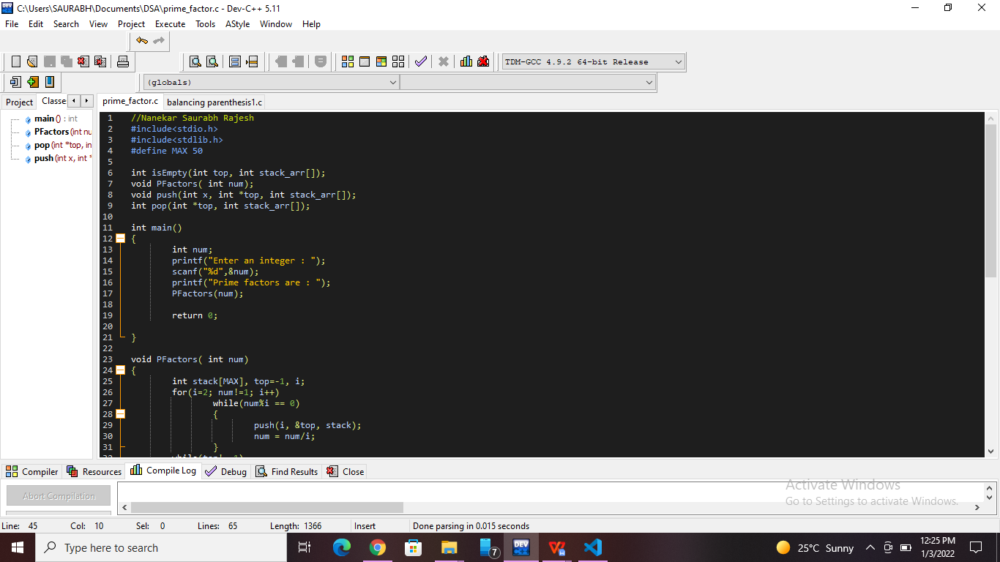 C:\Users\SAURABH\Documents\DSA\prime_factor.c - Dev-C++ 5.11
File Edit Search View Project Execute Tools AStyle Window Help
TDM-GCC 4.9.2 64-bit Release
(globals)
Project Classe prime_factor.c balancing parenthesis1.c
main () : int
PFactors (int nu
pop (int *top, in
push (int x, int *
1 //Nanekar Saurabh Rajesh
2 #include<stdio.h>
3 #include<stdlib.h>
4 #define MAX 50
5
6 int isEmpty(int top, int stack_arr[]);
7 void PFactors( int num);
8 void push(int x, int *top, int stack_arr[]);
9 int pop(int *top, int stack_arr[]);
10
11 int main()
12 {
13 int num;
14 printf("Enter an integer : ");
15 scanf("%d",&num);
16 printf("Prime factors are : ");
17 PFactors(num);
18
19 return 0;
20
21 }
22
23 void PFactors( int num)
24 {
25 int stack[MAX], top=-1, i;
26 for(i=2; num!=1; i++)
27 while(num%i == 0)
28 {
29 push(i, &top, stack);
30 num = num/i;
31 }
Compiler Resources Compile Log Debug Find Results Close
Abort Compilation
Activate Windows
Go to Settings to activate Windows.
Line: 45 Col: 10 Sel: 0 Lines: 65 Length: 1366 Insert Done parsing in 0.015 seconds
Type here to search
7
DEV
25°C Sunny
12:25 PM
1/3/2022